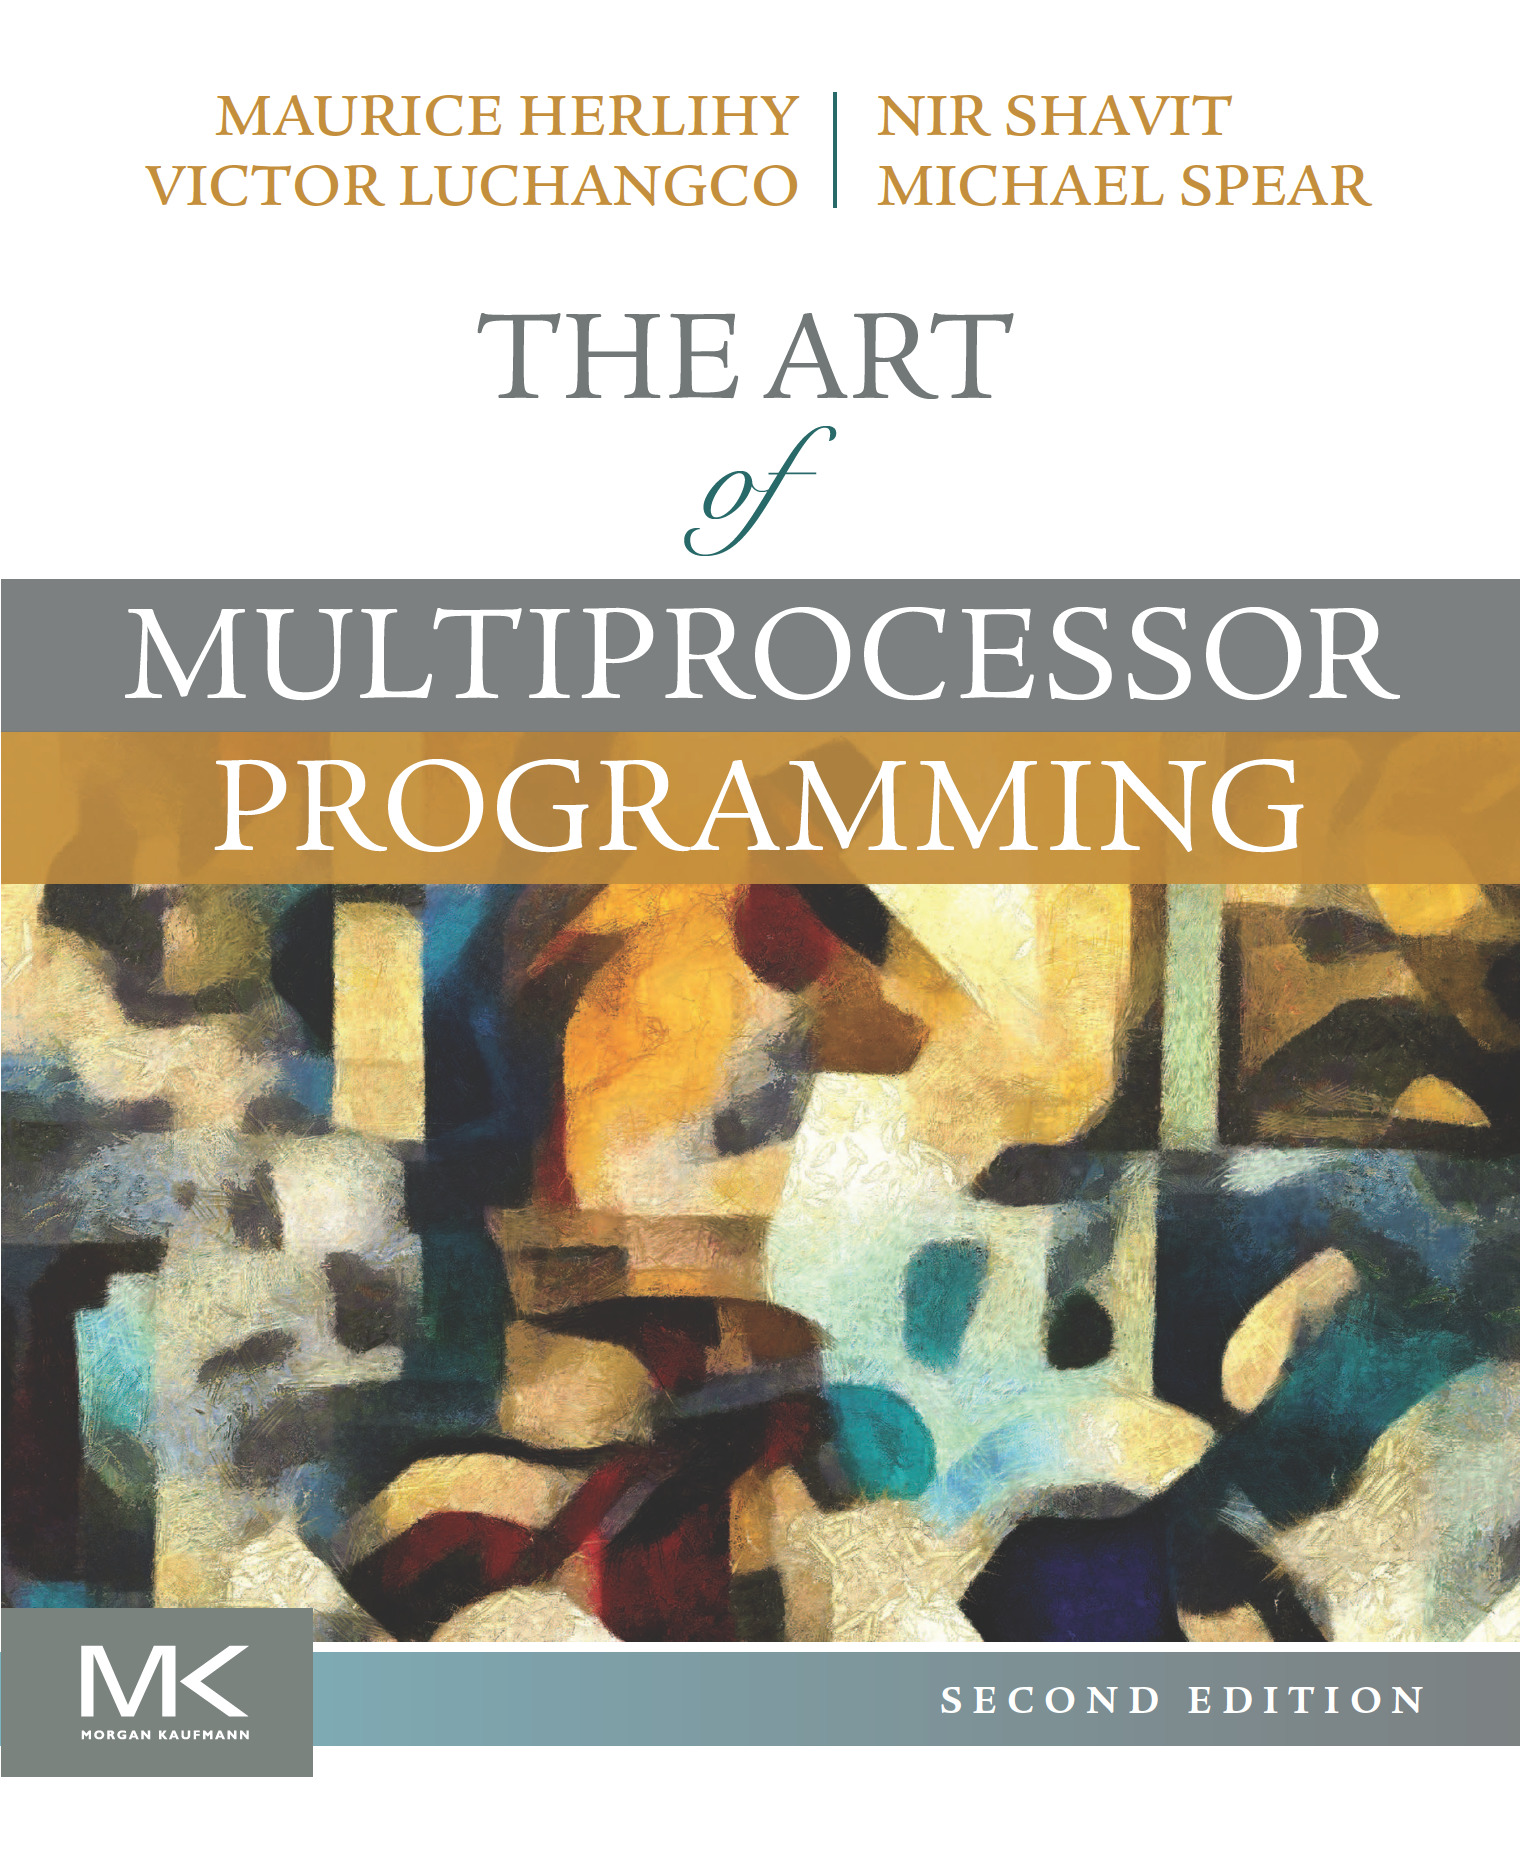 MAURICE HERLIHY
VICTOR LUCHANGCO
NIR SHAVIT
MICHAEL SPEAR
THE ART
of
MULTIPROCESSOR
PROGRAMMING
MK
MORGAN KAUFMANN
SECOND EDITION